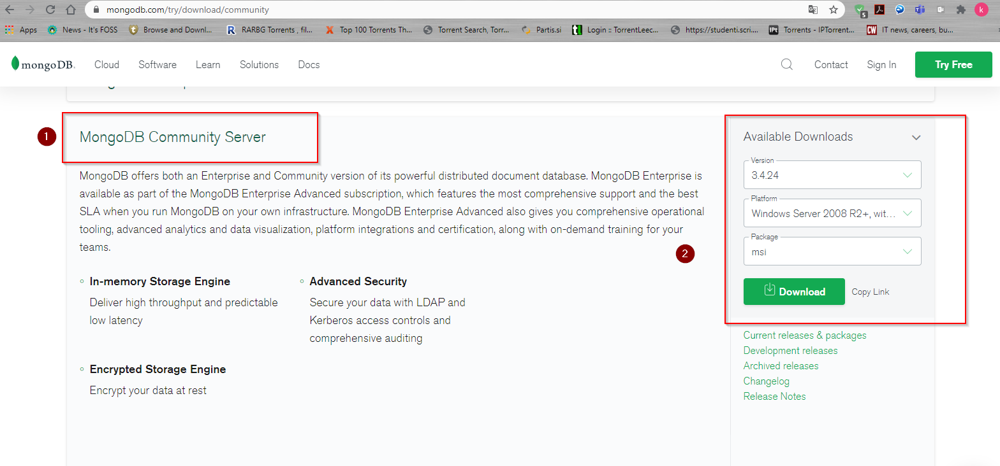 mongodb.com/try/download/community
5
k
Apps
News - It's FOSS
Browse and Downl...
RARBG Torrents , fil...
Top 100 Torrents Th...
Torrent Search, Torr...
Partis.si
Login :: TorrentLeec...
https://studenti.scri....
IPt
Torrents - IPTorrent...
CW
IT news, careers, bu...
mongoDB.
Cloud
Software
Learn
Solutions
Docs
Contact
Sign In
Try Free
1
MongoDB Community Server
MongoDB offers both an Enterprise and Community version of its powerful distributed document database. MongoDB Enterprise is
available as part of the MongoDB Enterprise Advanced subscription, which features the most comprehensive support and the best
SLA when you run MongoDB on your own infrastructure. MongoDB Enterprise Advanced also gives you comprehensive operational
tooling, advanced analytics and data visualization, platform integrations and certification, along with on-demand training for your
teams.
In-memory Storage Engine
Deliver high throughput and predictable
low latency
Advanced Security
Secure your data with LDAP and
Kerberos access controls and
comprehensive auditing
Encrypted Storage Engine
Encrypt your data at rest
2
Available Downloads
Version
3.4.24
Platform
Windows Server 2008 R2+, wit...
Package
msi
Download
Copy Link
Current releases & packages
Development releases
Archived releases
Changelog
Release Notes